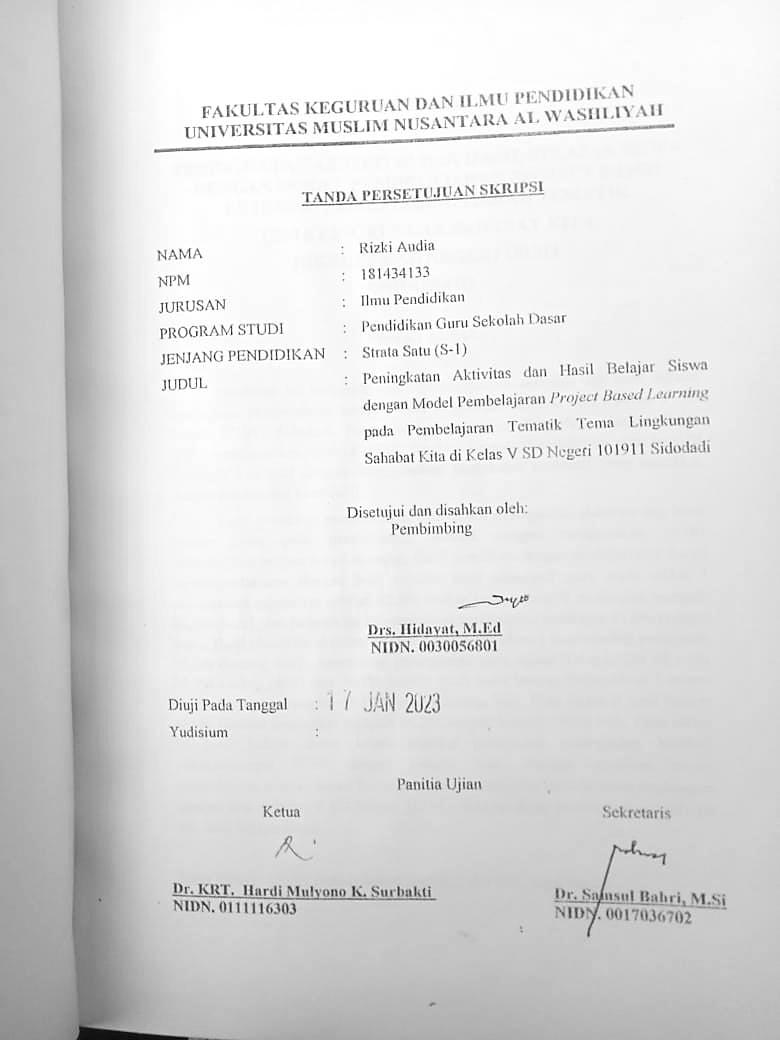 FAKULTAS KEGURUAN DAN ILMU PENDIDIKAN
UNIVERSITAS MUSLIM NUSANTARA AL WASHLIYAH
TANDA PERSETUJUAN SKRIPSI
NAMA : Rizki Audia
NPM : 181434133
JURUSAN : Ilmu Pendidikan
PROGRAM STUDI : Pendidikan Guru Sekolah Dasar
JENJANG PENDIDIKAN : Strata Satu (S-1)
JUDUL : Peningkatan Aktivitas dan Hasil Belajar Siswa
dengan Model Pembelajaran Project Based Learning
pada Pembelajaran Tematik Tema Lingkungan
Sahabat Kita di Kelas V SD Negeri 101911 Sidodadi
Disetujui dan disahkan oleh:
Pembimbing
Drs. Hidayat, M.Ed
NIDN. 0030056801
Diuji Pada Tanggal : 17 JAN 2023
Yudisium :
Panitia Ujian
Ketua Sekretaris
Dr. KRT. Hardi Mulyono K. Surbakti Dr. Samsul Bahri, M.Si
NIDN. 0111116303 NIDN. 0017036702